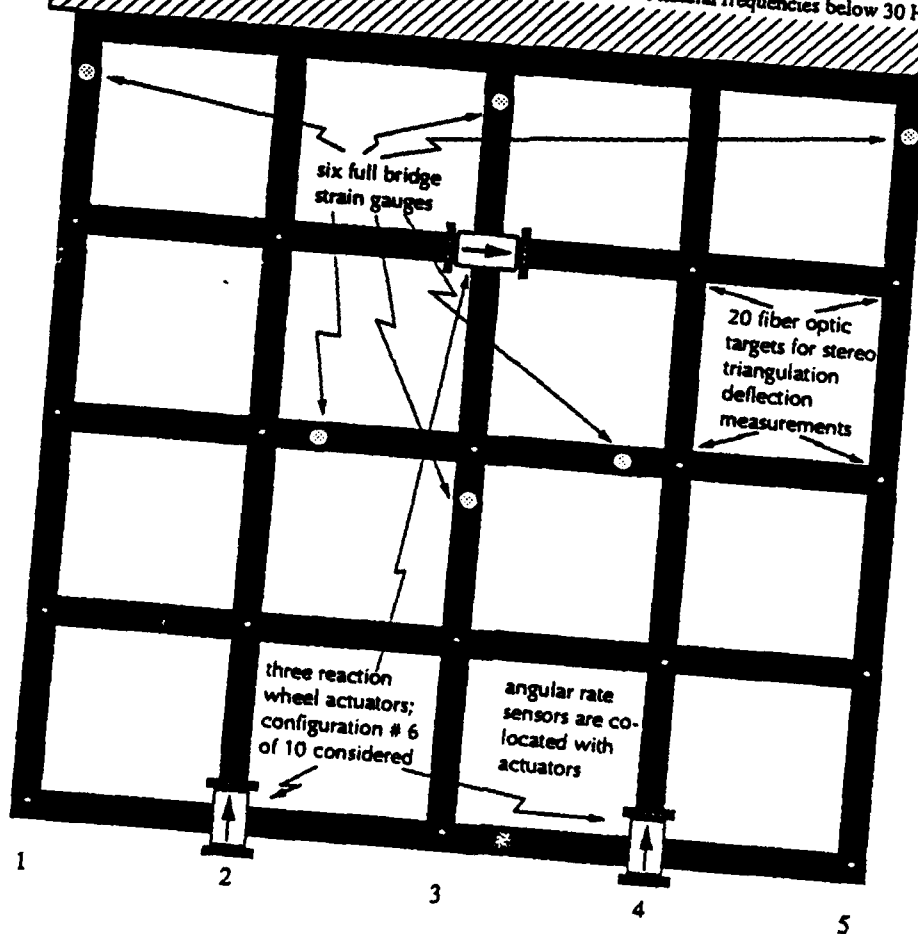 frequencies below 30 H
six full bridge
strain gauges
20 fiber optic
targets for stereo
triangulation
deflection
measurements
three reaction
wheel actuators;
configuration # 6
of 10 considered
angular rate
sensors are co-
located with
actuators
1
2
3
4
5